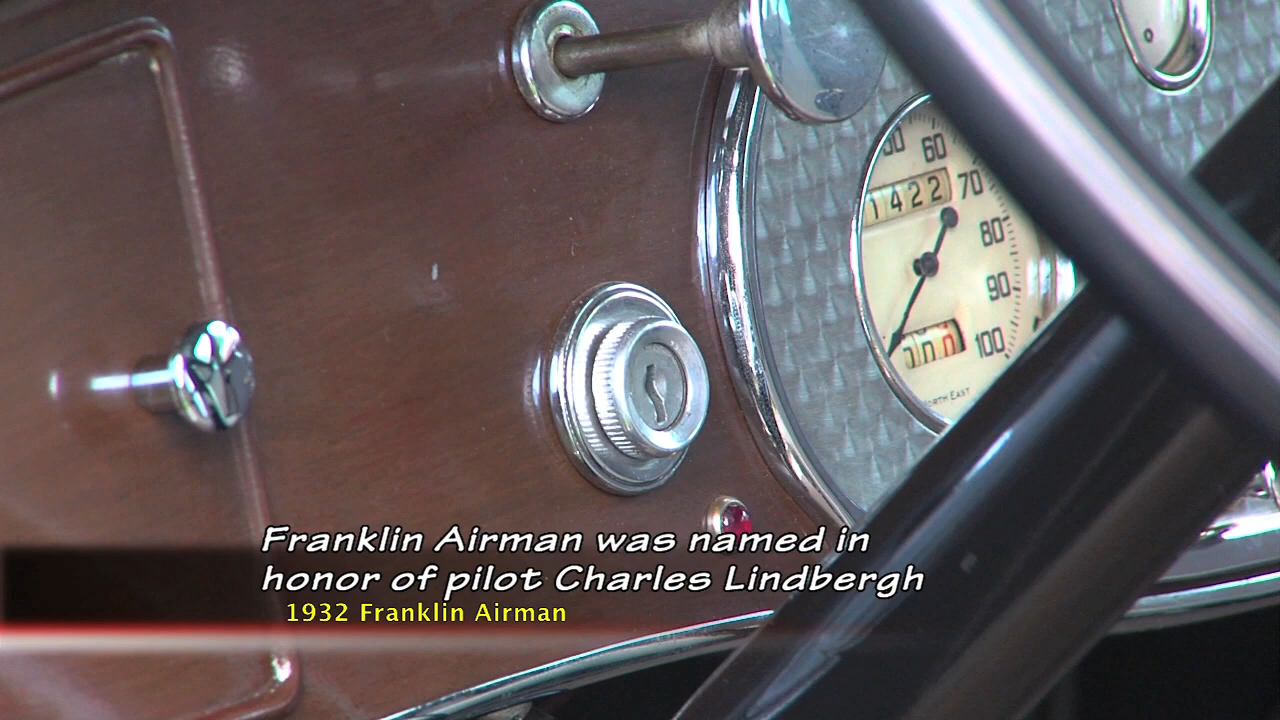 60
1422
70
80
90
100
Franklin Airman was named in
honor of pilot Charles Lindbergh
1932 Franklin Airman